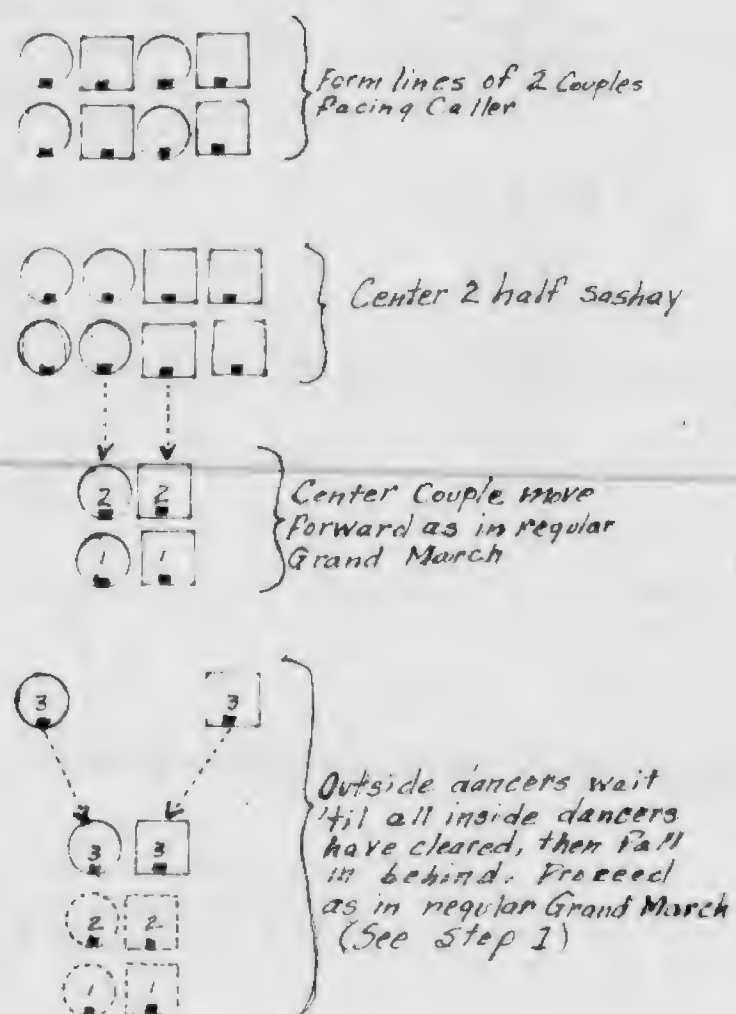 Form lines of 2 Couples
facing Caller
Center 2 half sashay
2 2
1 1
Center Couple move
forward as in regular
Grand March
3 3
3 3
2 2
1 1
Outside dancers wait
'til all inside dancers
have cleared, then fall
in behind. Proceed
as in regular Grand March
(See Step 1)